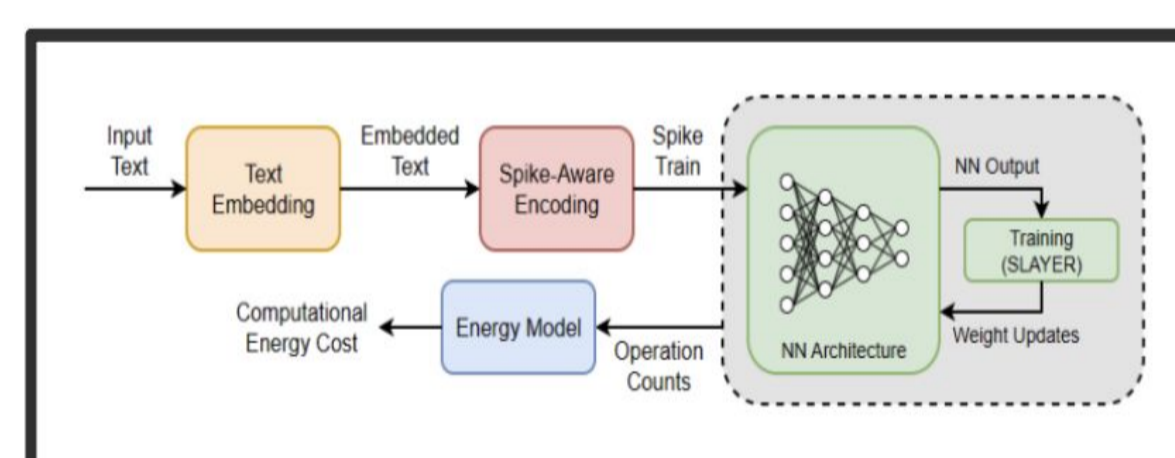 Input
Text
Text
Embedding
Embedded
Text
Spike-Aware
Encoding
Spike
Train
NN Architecture
NN Output
Training
(SLAYER)
Weight Updates
Operation
Counts
Energy Model
Computational
Energy Cost